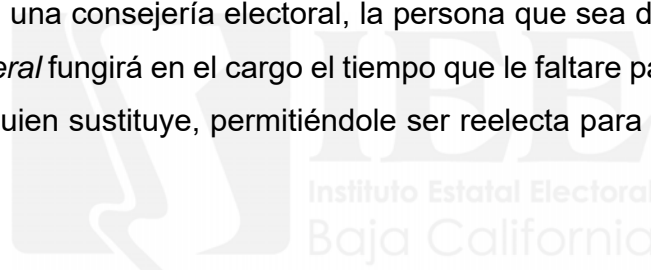 una consejería electoral, la persona que sea d
eral fungirá en el cargo el tiempo que le faltare pa
uien sustituye, permitiéndole ser reelecta para
IEE
Instituto Estatal Electoral
Baja California